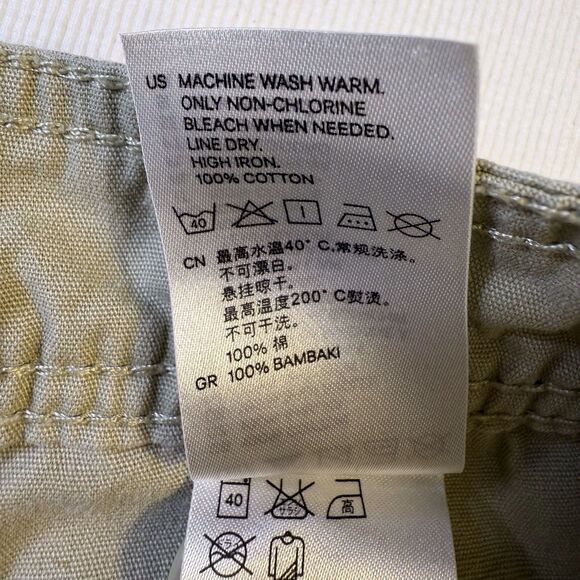 US MACHINE WASH WARM.
ONLY NON-CHLORINE
BLEACH WHEN NEEDED.
LINE DRY.
HIGH IRON.
100% COTTON
40
CN 最高水温40° C,常规洗涤。
不可漂白。
悬挂晾干。
最高温度200° C熨烫。
不可干洗。
100% 棉
GR 100% BAMBAKI
40
高